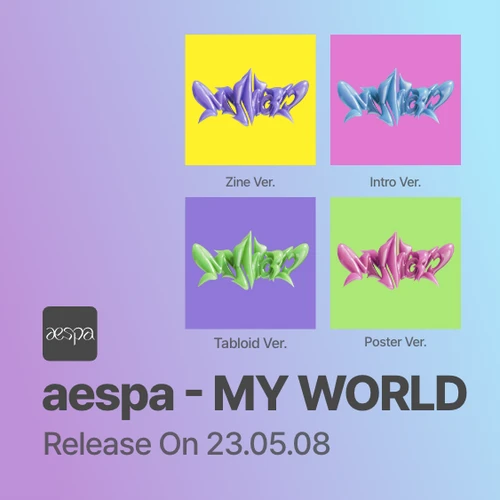 MY WORLD
MY WORLD
Zine Ver.
Intro Ver.
MY WORLD
MY WORLD
Tabloid Ver.
Poster Ver.
aespa
aespa - MY WORLD
Release On 23.05.08